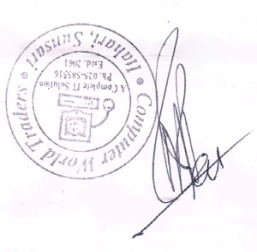 Computer World Traders
Itahari, Sunsari
A Complete IT Solution
Ph. 025-585516
Estd. 2061